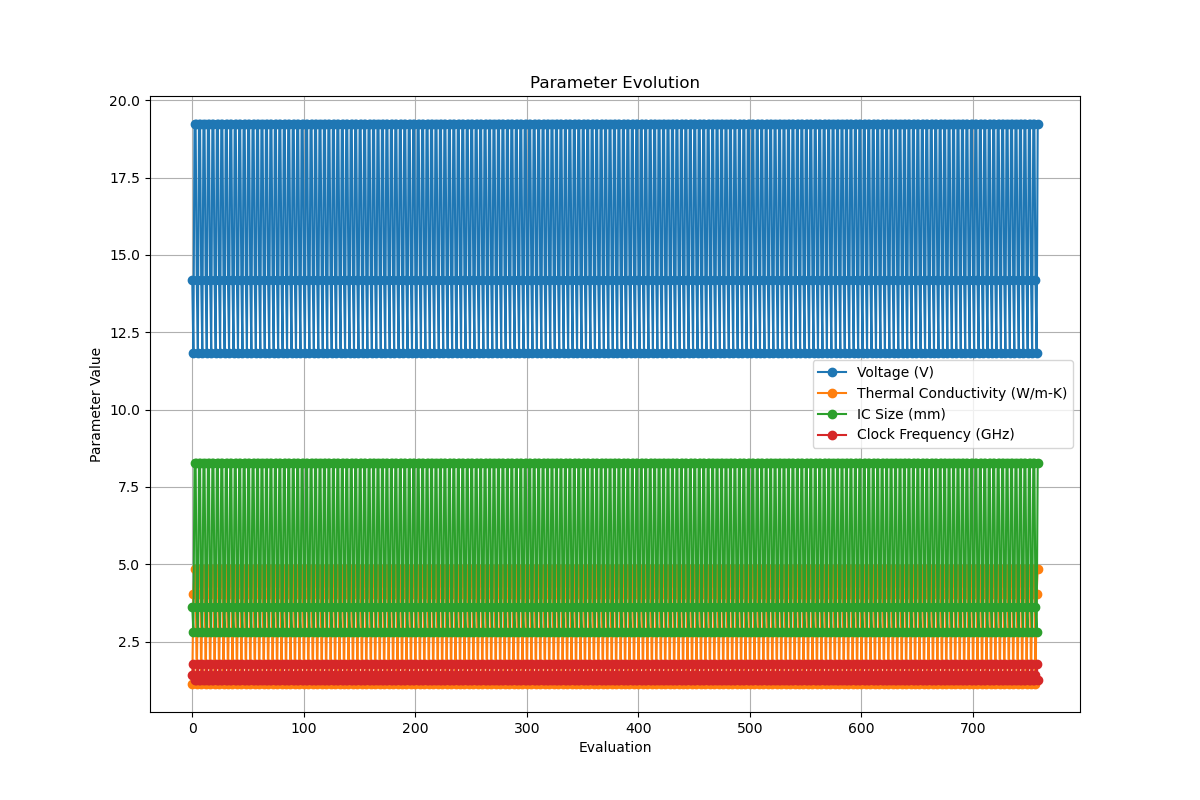 Parameter Evolution
Parameter Value
20.0
17.5
15.0
12.5
10.0
7.5
5.0
2.5
Voltage (V)
Thermal Conductivity (W/m-K)
IC Size (mm)
Clock Frequency (GHz)
0 100 200 300 400 500 600 700
Evaluation